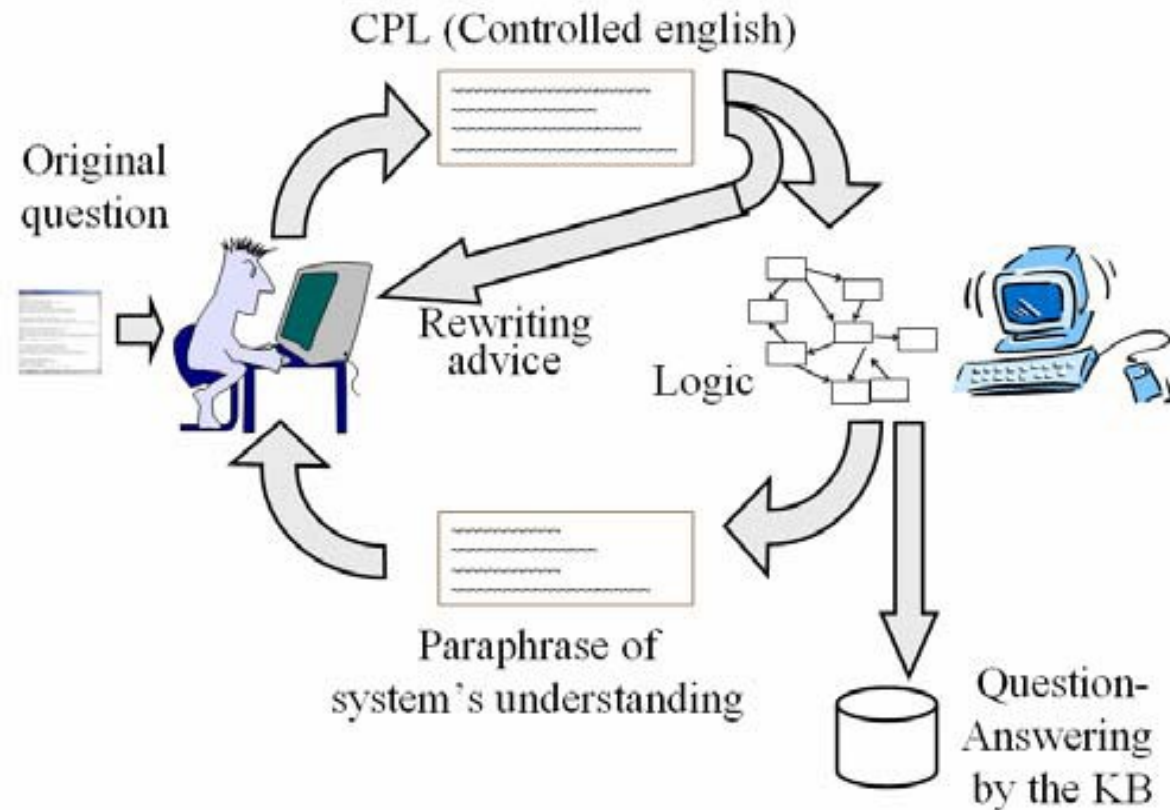 CPL (Controlled english)
Original
question
Rewriting
advice
Logic
Paraphrase of
system's understanding
Question-
Answering
by the KB